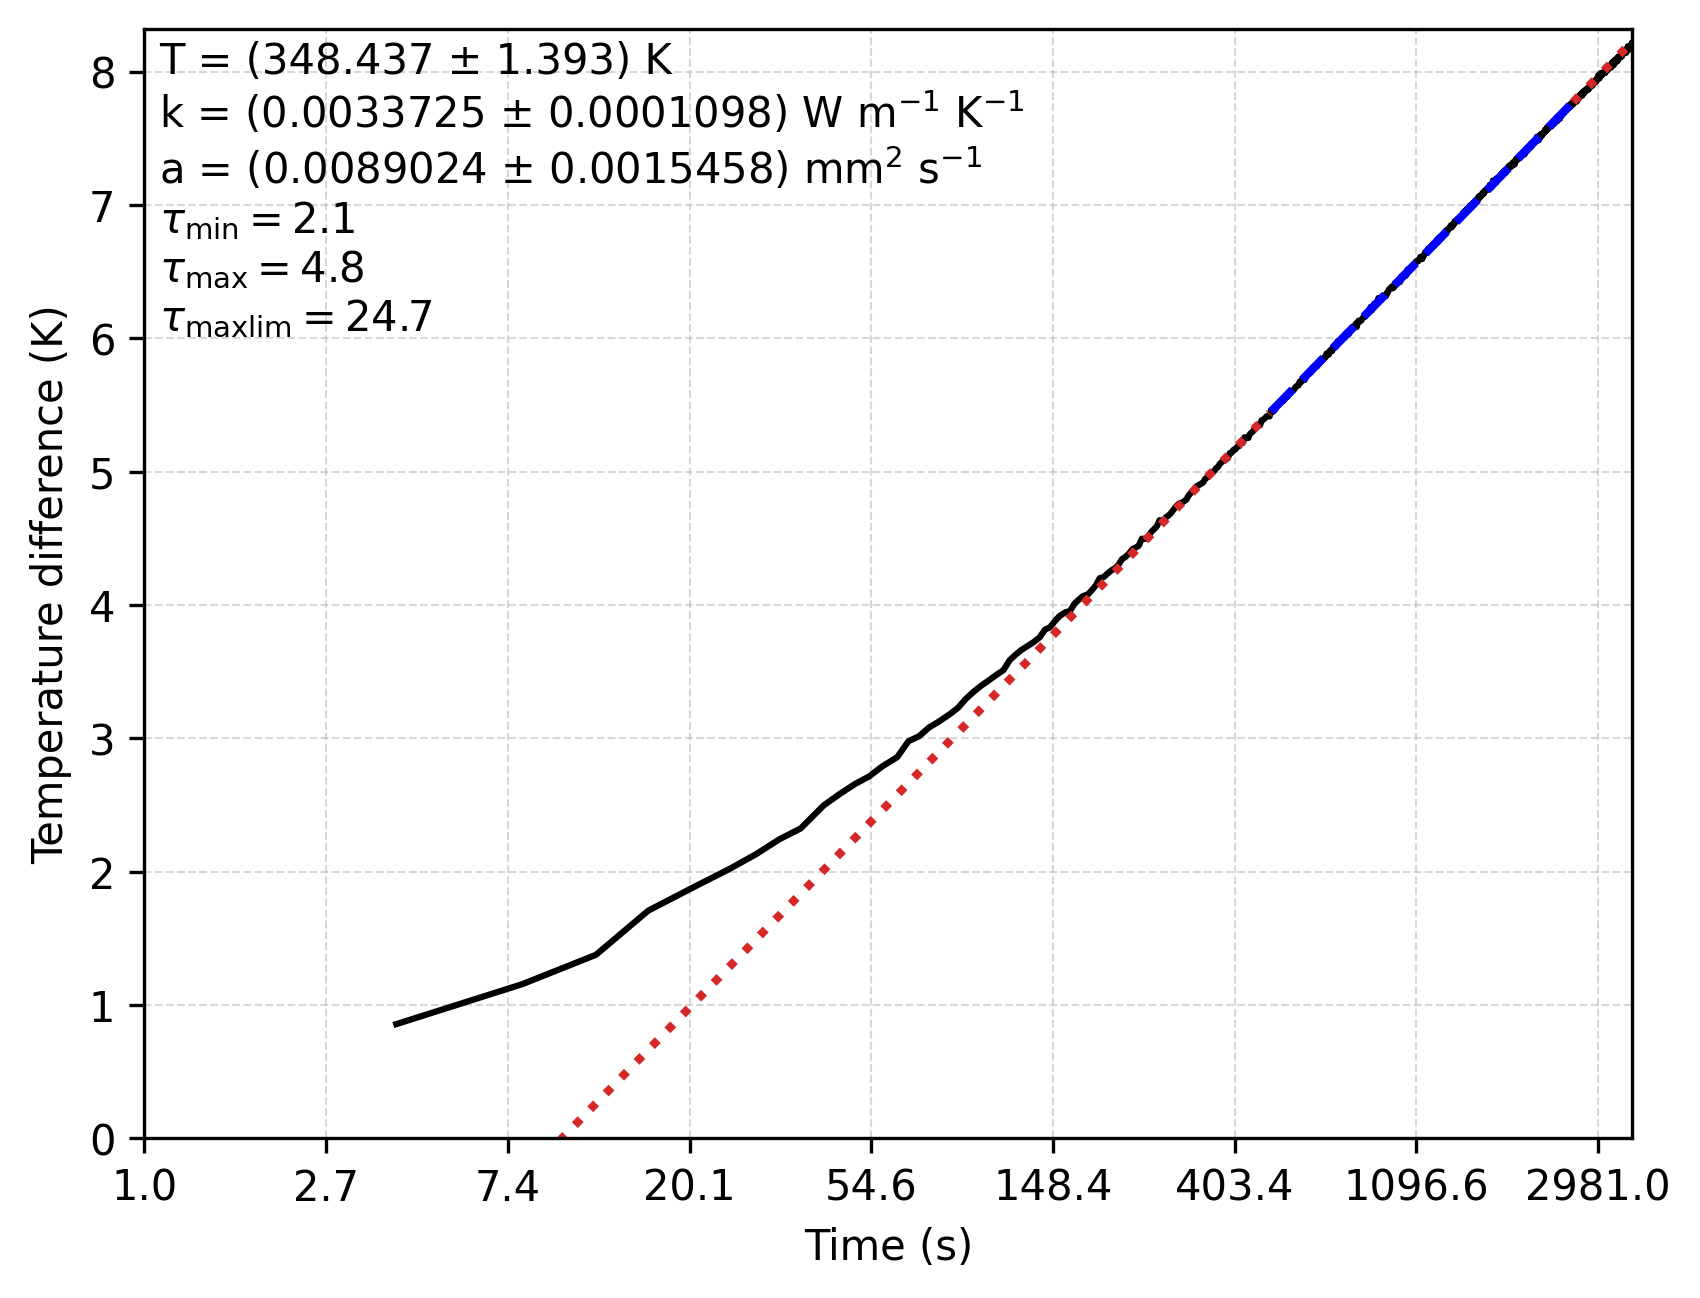 T = (348.437 ± 1.393) K
k = (0.0033725 ± 0.0001098) W m⁻¹ K⁻¹
a = (0.0089024 ± 0.0015458) mm² s⁻¹
τmin = 2.1
τmax = 4.8
τmaxlim = 24.7
Temperature difference (K)
8
7
6
5
4
3
2
1
0
1.0 2.7 7.4 20.1 54.6 148.4 403.4 1096.6 2981.0
Time (s)